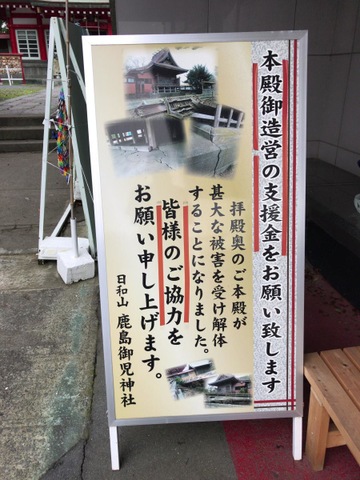 本殿御造営の支援金をお願い致します
拝殿奥のご本殿が
甚大な被害を受け解体
することになりました。
皆様のご協力を
お願い申し上げます。
日和山 鹿島御児神社